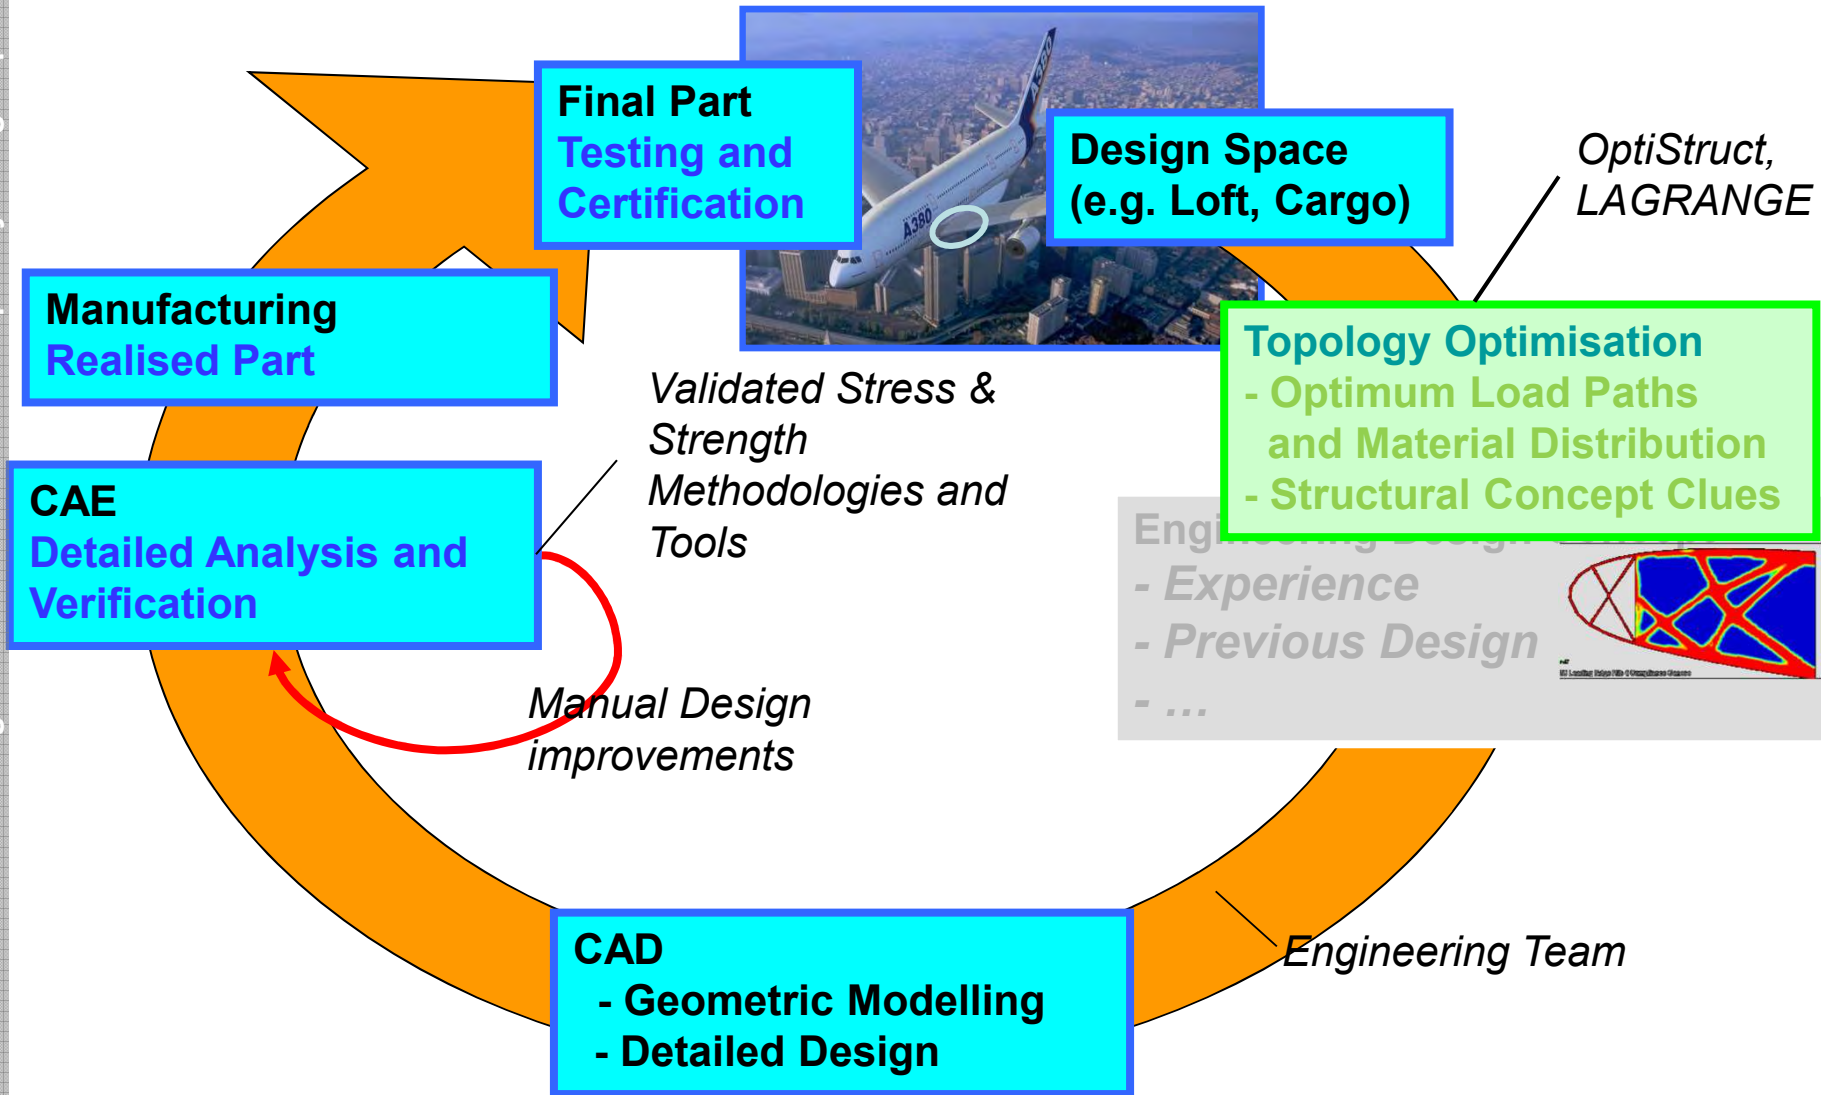 Final Part
Testing and
Certification
A380
A380
Design Space
(e.g. Loft, Cargo)
OptiStruct,
LAGRANGE
Manufacturing
Realised Part
Topology Optimisation
- Optimum Load Paths
and Material Distribution
- Structural Concept Clues
Validated Stress &
Strength
Methodologies and
Tools
CAE
Detailed Analysis and
Verification
- Experience
- Previous Design
- …
Manual Design
improvements
Engineering Team
CAD
- Geometric Modelling
- Detailed Design